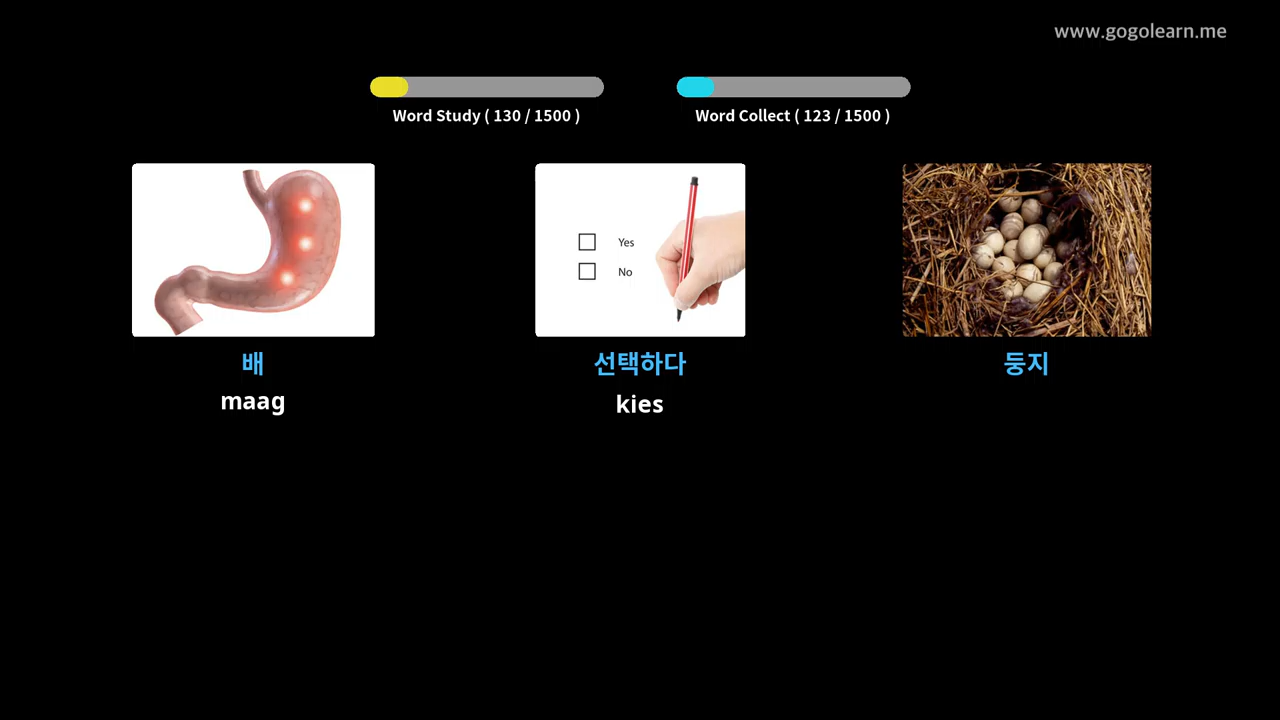 www.gogolearn.me
Word Study ( 130 / 1500 )
Word Collect ( 123 / 1500 )
Yes
No
배
선택하다
둥지
maag
kies